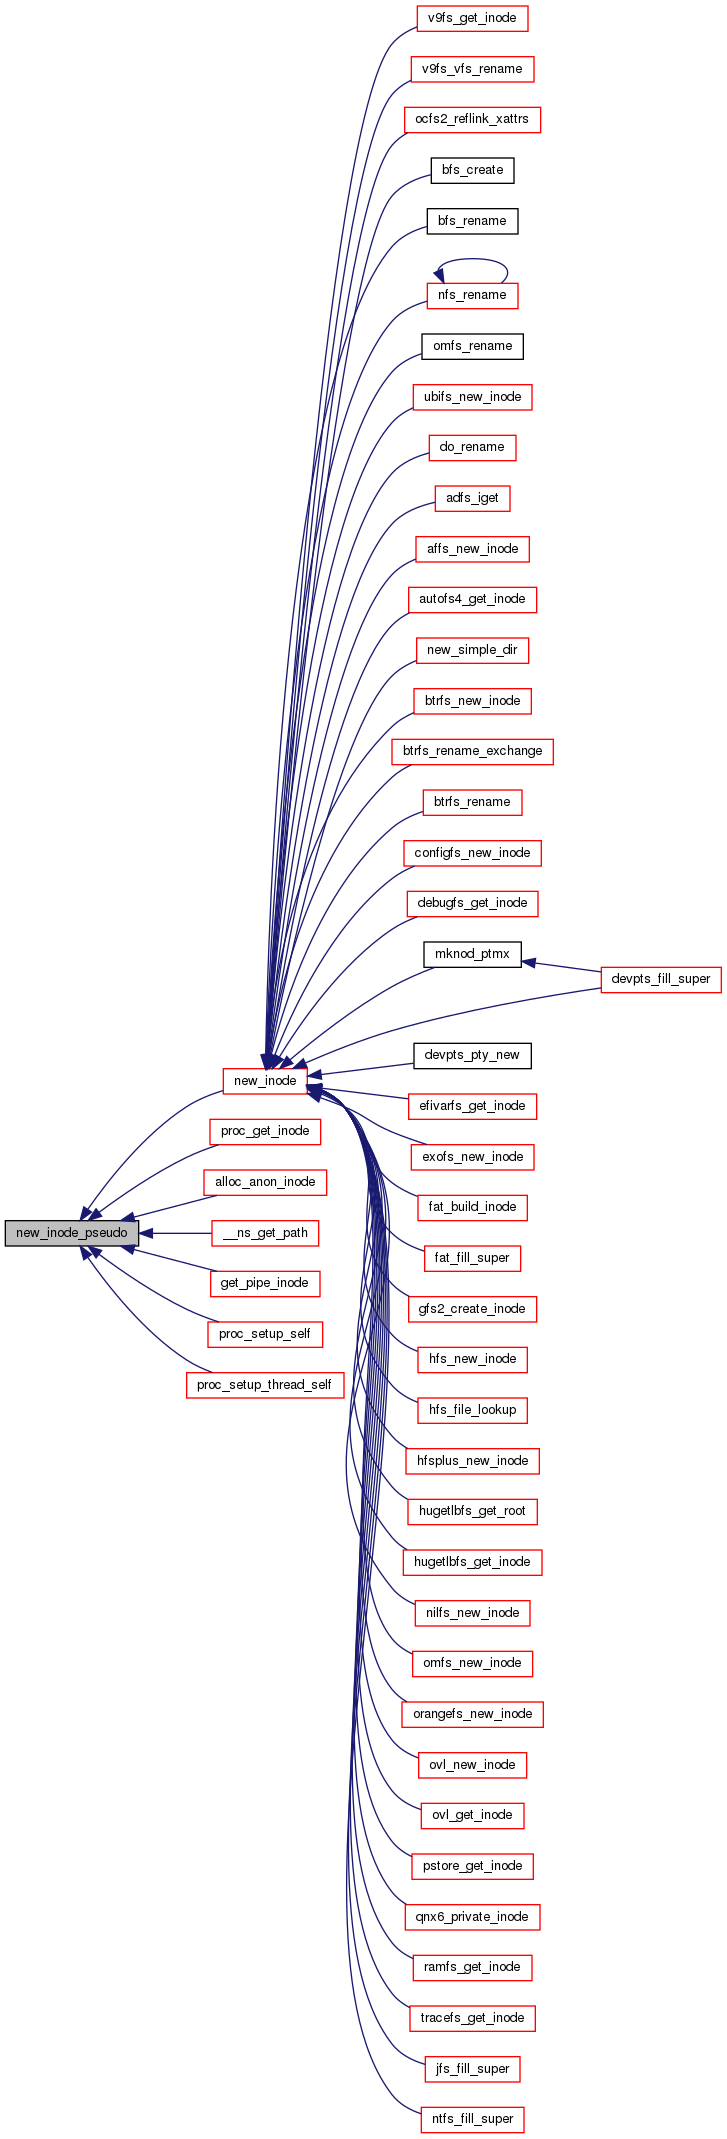 v9fs_get_inode
v9fs_vfs_rename
ocfs2_reflink_xattrs
bfs_create
bfs_rename
nfs_rename
omfs_rename
ubifs_new_inode
do_rename
adfs_iget
affs_new_inode
autofs4_get_inode
new_simple_dir
btrfs_new_inode
btrfs_rename_exchange
btrfs_rename
configfs_new_inode
debugfs_get_inode
mknod_ptmx
devpts_fill_super
devpts_pty_new
new_inode
efivarfs_get_inode
proc_get_inode
exofs_new_inode
alloc_anon_inode
fat_build_inode
new_inode_pseudo
__ns_get_path
fat_fill_super
get_pipe_inode
gfs2_create_inode
proc_setup_self
hfs_new_inode
proc_setup_thread_self
hfs_file_lookup
hfsplus_new_inode
hugetlbfs_get_root
hugetlbfs_get_inode
nilfs_new_inode
omfs_new_inode
orangefs_new_inode
ovl_new_inode
ovl_get_inode
pstore_get_inode
qnx6_private_inode
ramfs_get_inode
tracefs_get_inode
jfs_fill_super
ntfs_fill_super